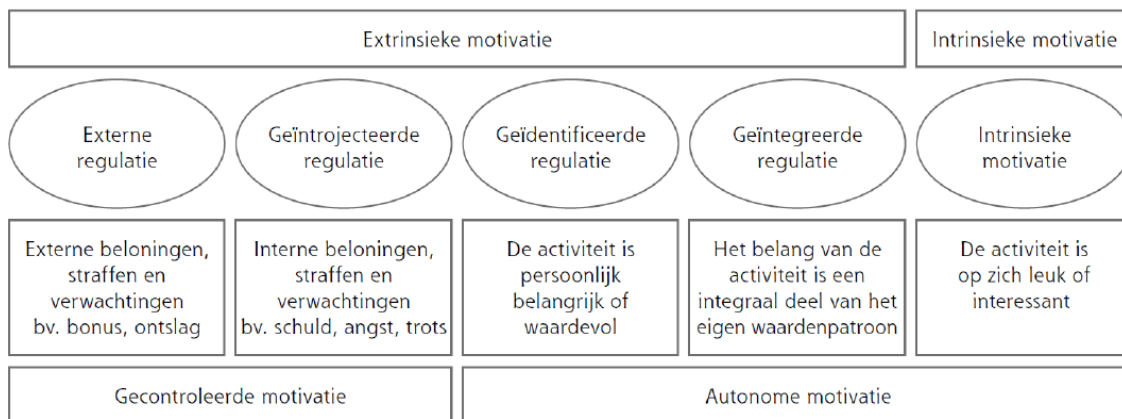 Extrinsieke motivatie
Intrinsieke motivatie
Externe
regulatie
Geïntrojecteerde
regulatie
Geïdentificeerde
regulatie
Geïntegreerde
regulatie
Intrinsieke
motivatie
Externe beloningen,
straffen en
verwachtingen
bv. bonus, ontslag
Interne beloningen,
straffen en
verwachtingen
bv. schuld, angst, trots
De activiteit is
persoonlijk
belangrijk of
waardevol
Het belang van de
activiteit is een
integraal deel van het
eigen waardenpatroon
De activiteit is
op zich leuk of
interessant
Gecontroleerde motivatie
Autonome motivatie